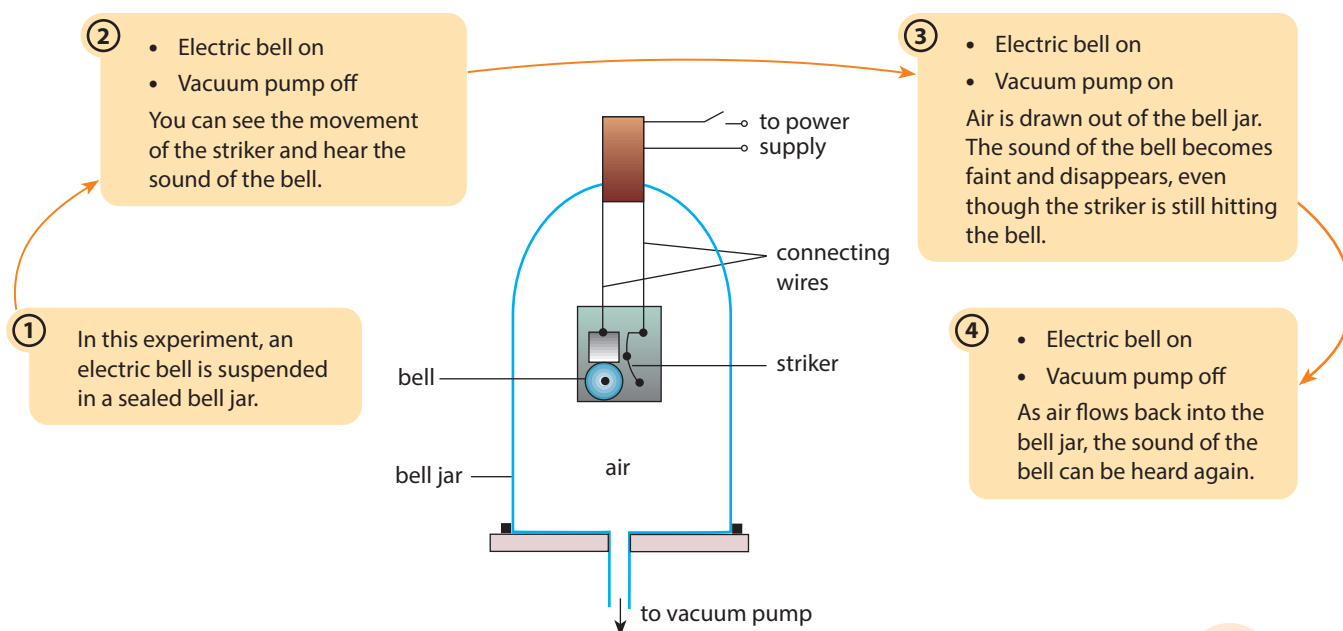 1
In this experiment, an
electric bell is suspended
in a sealed bell jar.
2
• Electric bell on
• Vacuum pump off
You can see the movement
of the striker and hear the
sound of the bell.
3
• Electric bell on
• Vacuum pump on
Air is drawn out of the bell jar.
The sound of the bell becomes
faint and disappears, even
though the striker is still hitting
the bell.
4
• Electric bell on
• Vacuum pump off
As air flows back into the
bell jar, the sound of the
bell can be heard again.
to power
supply
connecting
wires
striker
bell
bell jar
air
to vacuum pump